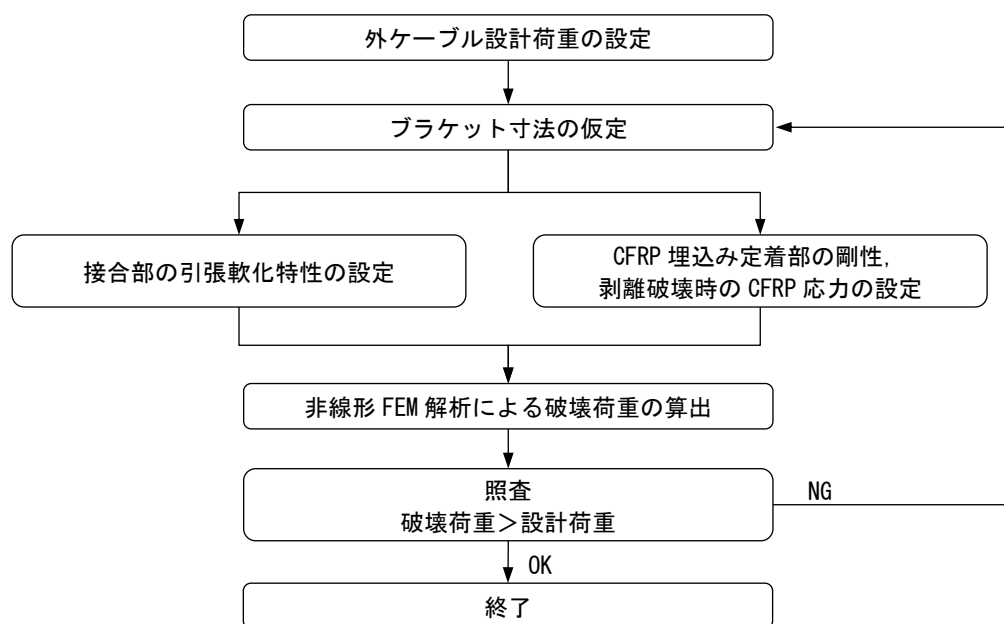 外ケーブル設計荷重の設定
ブラケット寸法の仮定
接合部の引張軟化特性の設定
CFRP 埋込み定着部の剛性,
剥離破壊時の CFRP 応力の設定
非線形 FEM 解析による破壊荷重の算出
照査
破壊荷重＞設計荷重
NG
OK
終了